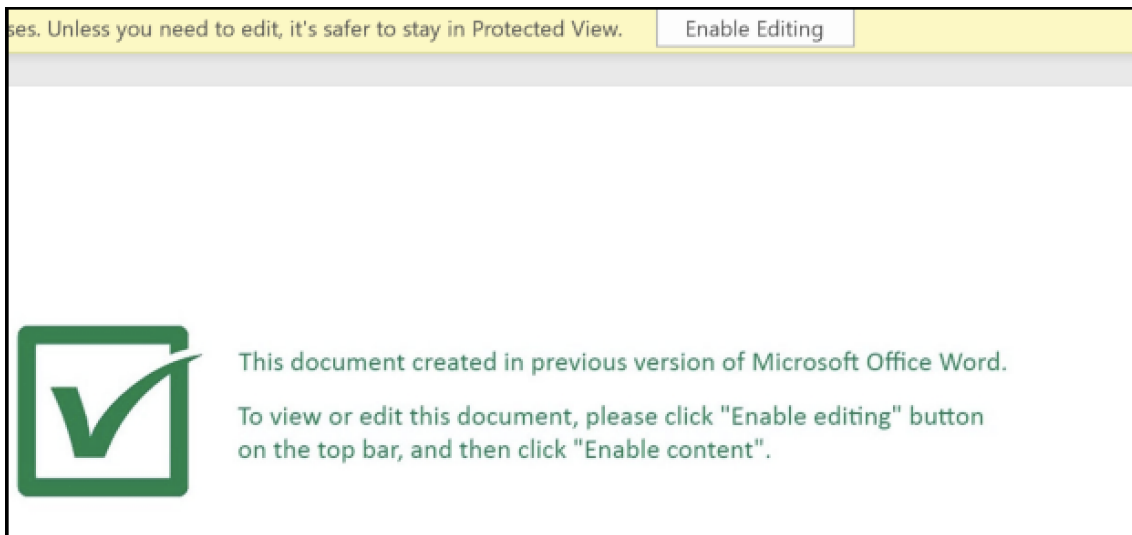 ses. Unless you need to edit, it's safer to stay in Protected View. Enable Editing
This document created in previous version of Microsoft Office Word.
To view or edit this document, please click "Enable editing" button
on the top bar, and then click "Enable content".